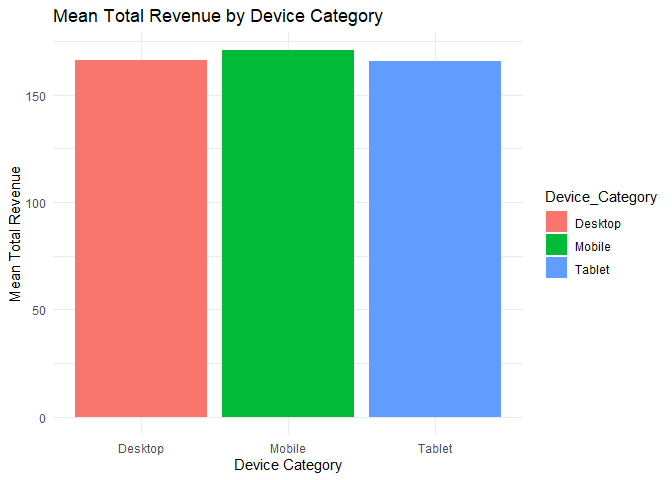 Mean Total Revenue by Device Category
Mean Total Revenue
150
100
50
0
Desktop
Mobile
Tablet
Device Category
Device_Category
Desktop
Mobile
Tablet